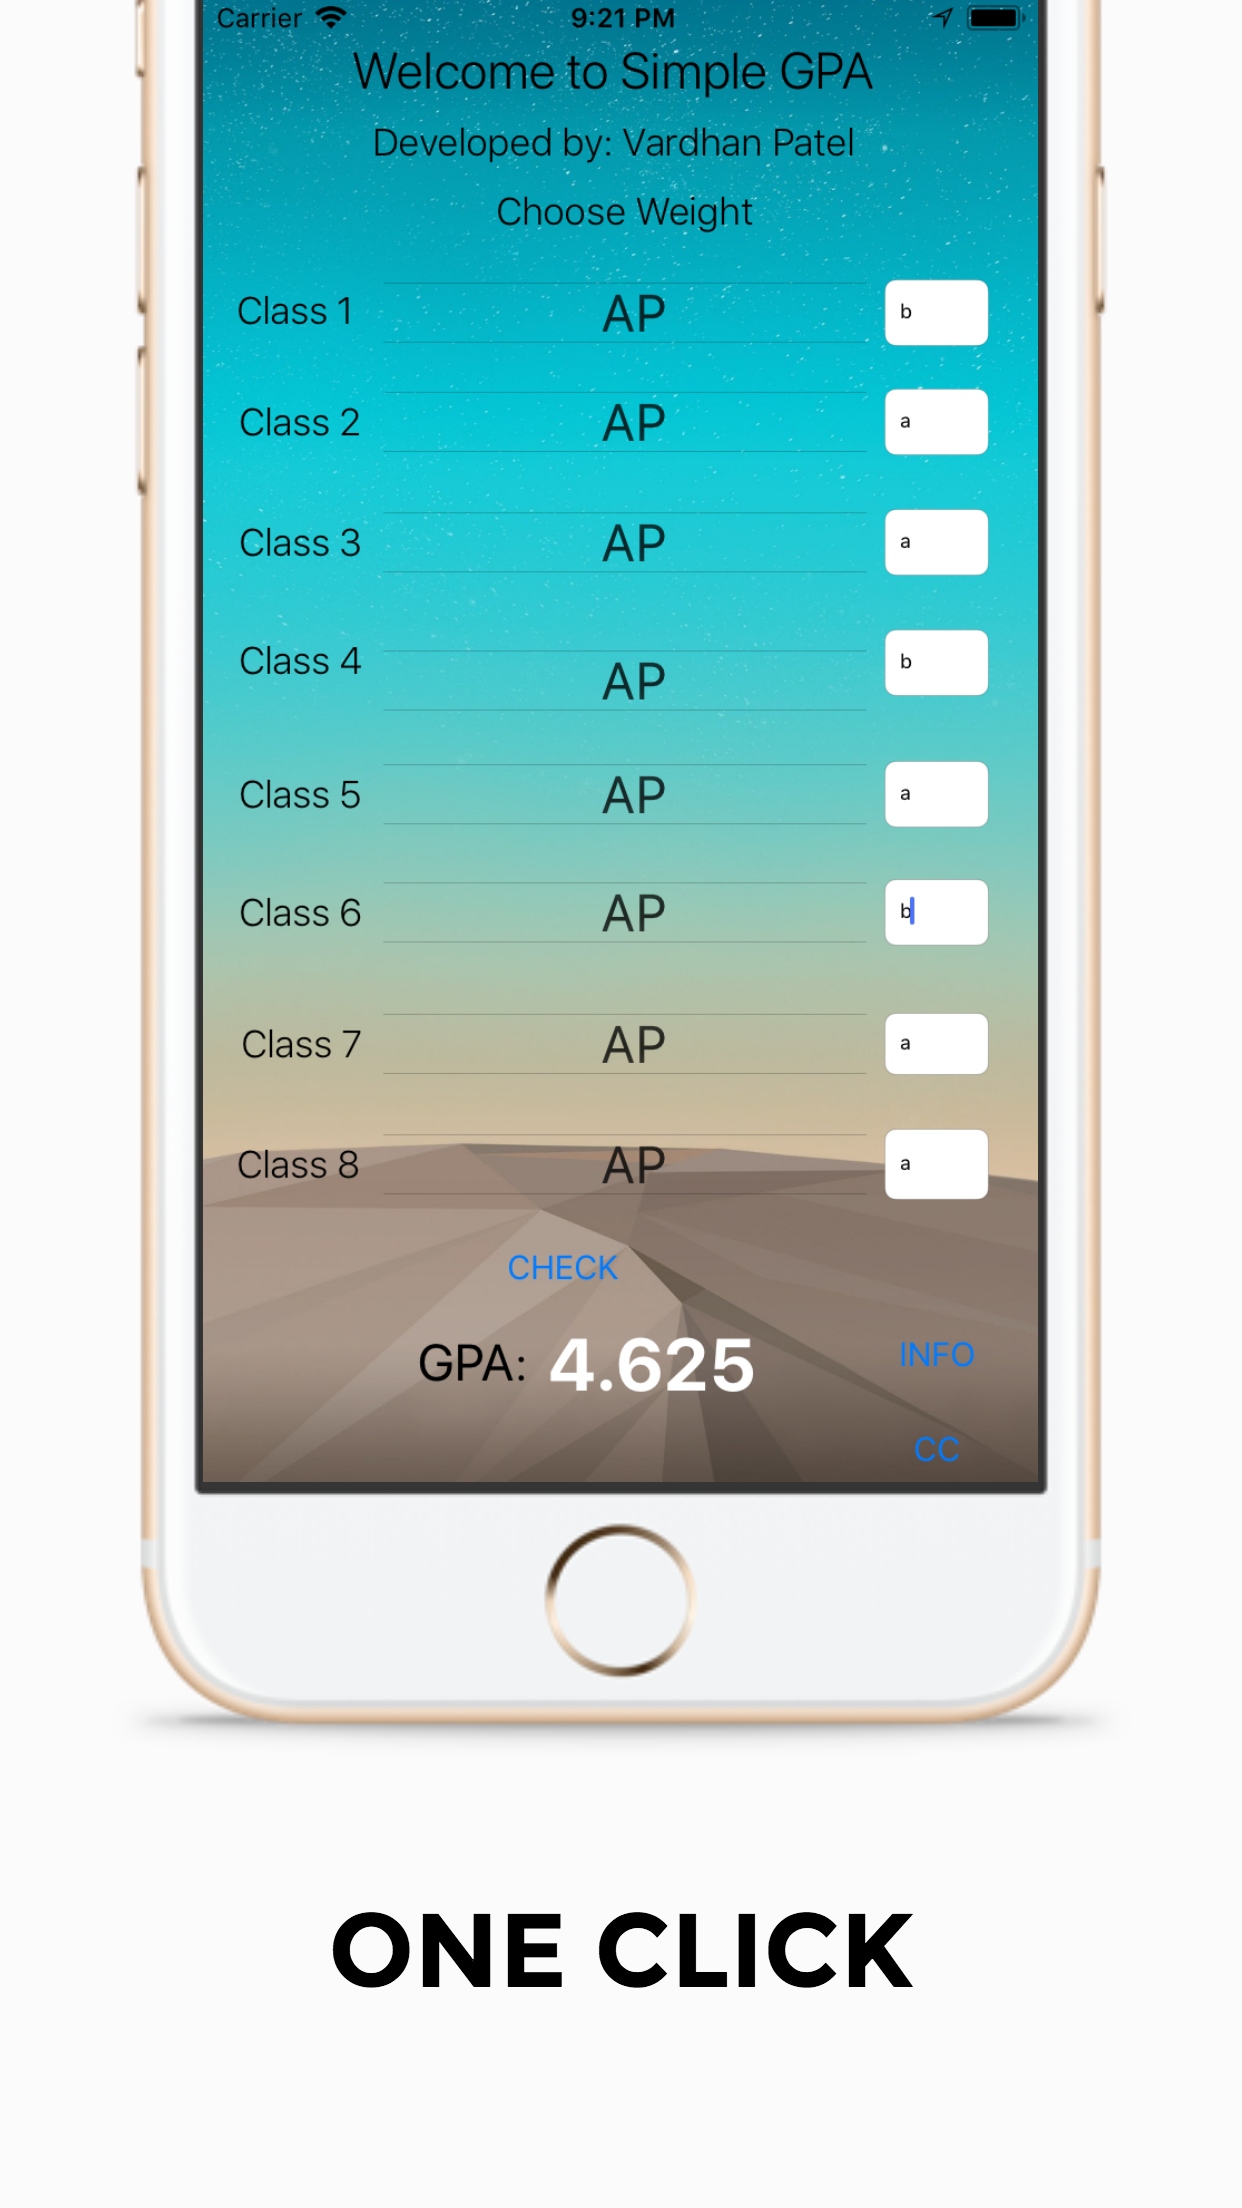 Carrier 9:21 PM
Welcome to Simple GPA
Developed by: Vardhan Patel
Choose Weight
Class 1 AP b
Class 2 AP a
Class 3 AP a
Class 4 AP b
Class 5 AP a
Class 6 AP b
Class 7 AP a
Class 8 AP a
CHECK
GPA: 4.625
INFO
CC
ONE CLICK